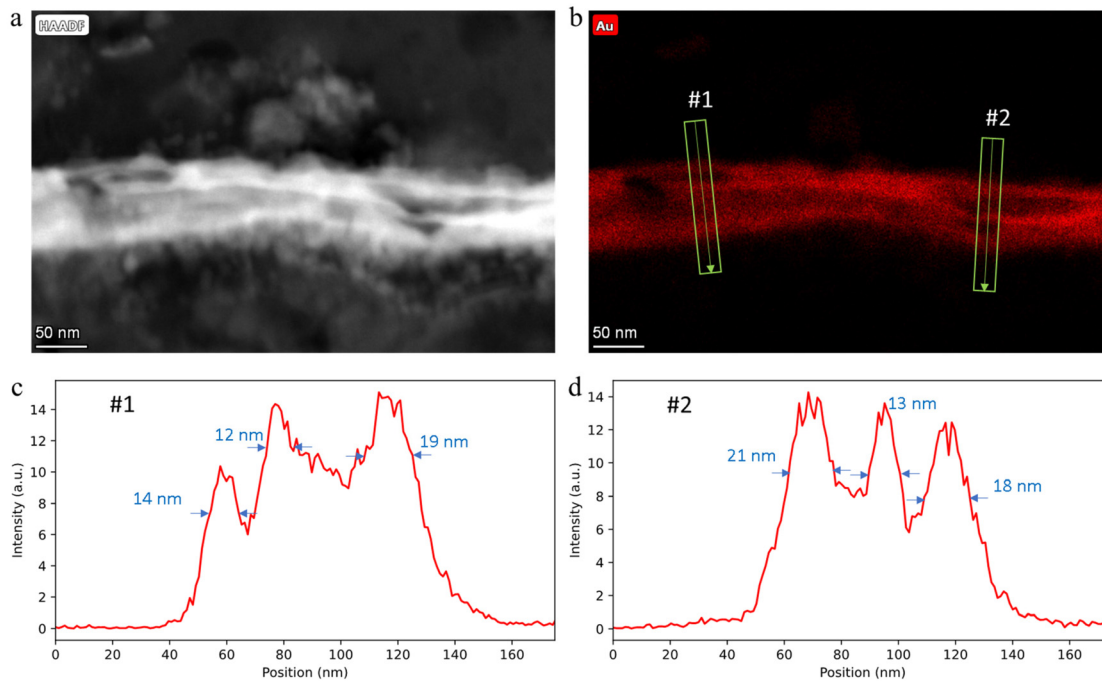 a
HAADF
50 nm
b
Au
#1
#2
50 nm
c
#1
12 nm
14 nm
19 nm
Intensity (a.u.)
0
2
4
6
8
10
12
14
0 20 40 60 80 100 120 140 160
Position (nm)
d
#2
13 nm
21 nm
18 nm
Intensity (a.u.)
0
2
4
6
8
10
12
14
0 20 40 60 80 100 120 140 160
Position (nm)